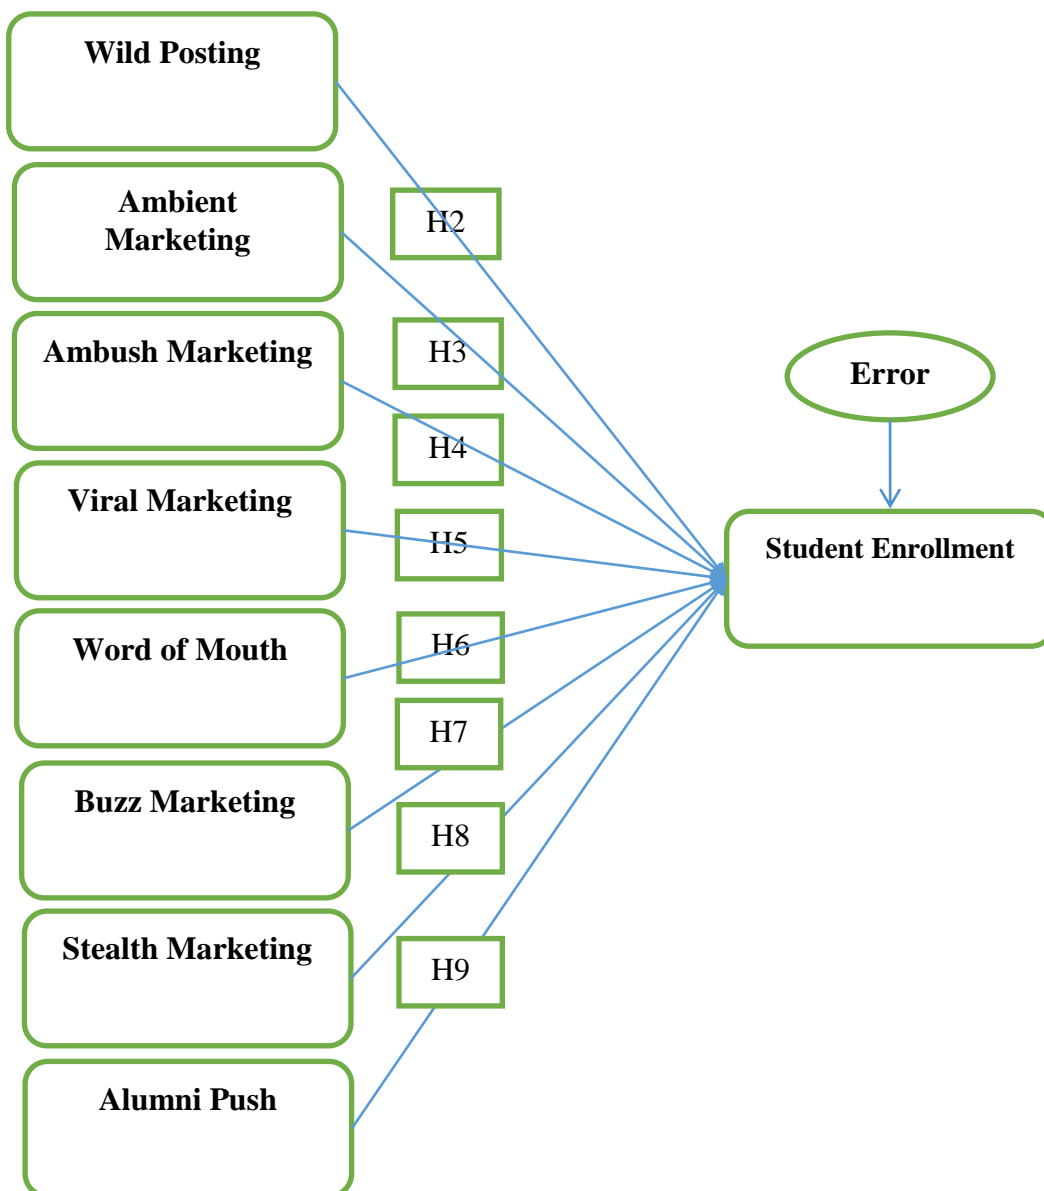 Wild Posting
Ambient
Marketing
H2
Ambush Marketing
H3
Error
H4
Viral Marketing
H5
Student Enrollment
Word of Mouth
H6
H7
Buzz Marketing
H8
Stealth Marketing
H9
Alumni Push